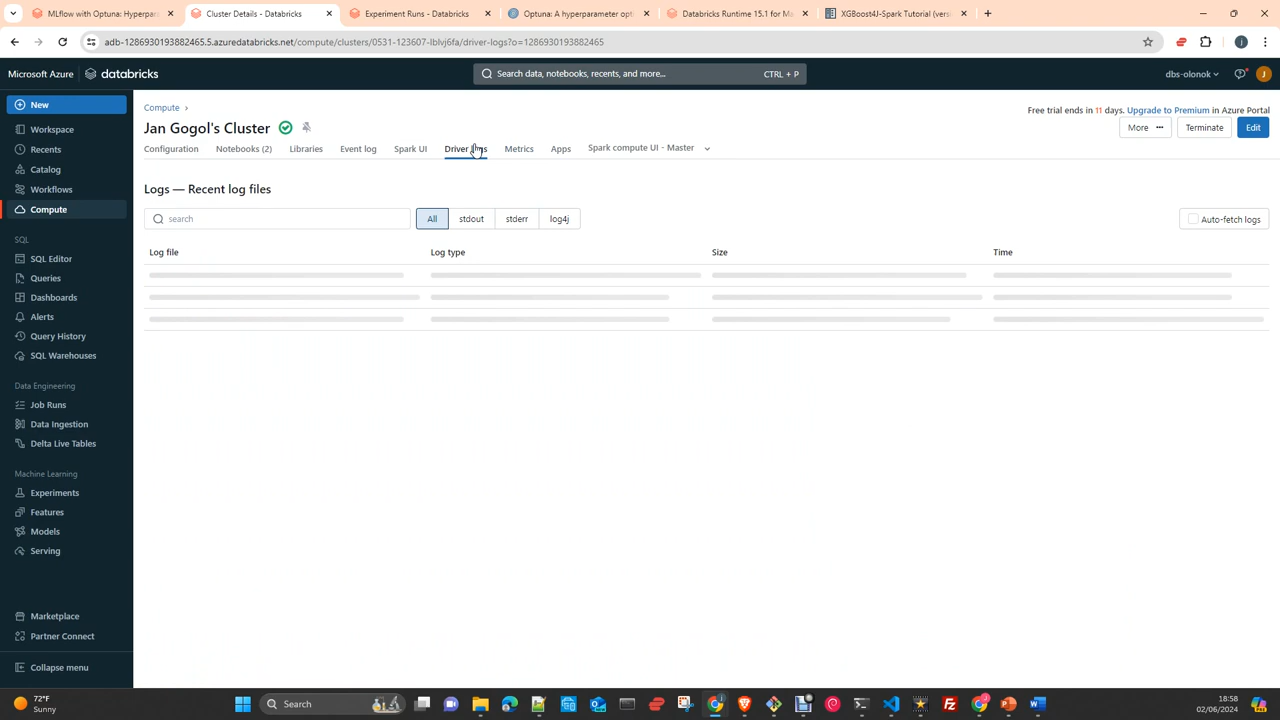 MLflow with Optuna: Hyperpar
Cluster Details - Databricks
Experiment Runs - Databricks
Optuna: A hyperparameter opti
Databricks Runtime 15.1 for Ma
XGBoost4J-Spark Tutorial (versi
adb-1286930193882465.5.azuredatabricks.net/compute/clusters/0531-123607-lblvj6fa/driver-logs?o=1286930193882465
Microsoft Azure
databricks
Search data, notebooks, recents, and more...
CTRL + P
dbs-olonok
J
New
Workspace
Recents
Catalog
Workflows
Compute
SQL
SQL Editor
Queries
Dashboards
Alerts
Query History
SQL Warehouses
Data Engineering
Job Runs
Data Ingestion
Delta Live Tables
Machine Learning
Experiments
Features
Models
Serving
Marketplace
Partner Connect
Collapse menu
Compute
Free trial ends in 11 days. Upgrade to Premium in Azure Portal
Jan Gogol's Cluster
More
Terminate
Edit
Configuration
Notebooks (2)
Libraries
Event log
Spark UI
Driver
Metrics
Apps
Spark compute UI - Master
Logs — Recent log files
search
All
stdout
stderr
log4j
Auto-fetch logs
Log file
Log type
Size
Time
72°F
Sunny
Search
18:58
02/06/2024